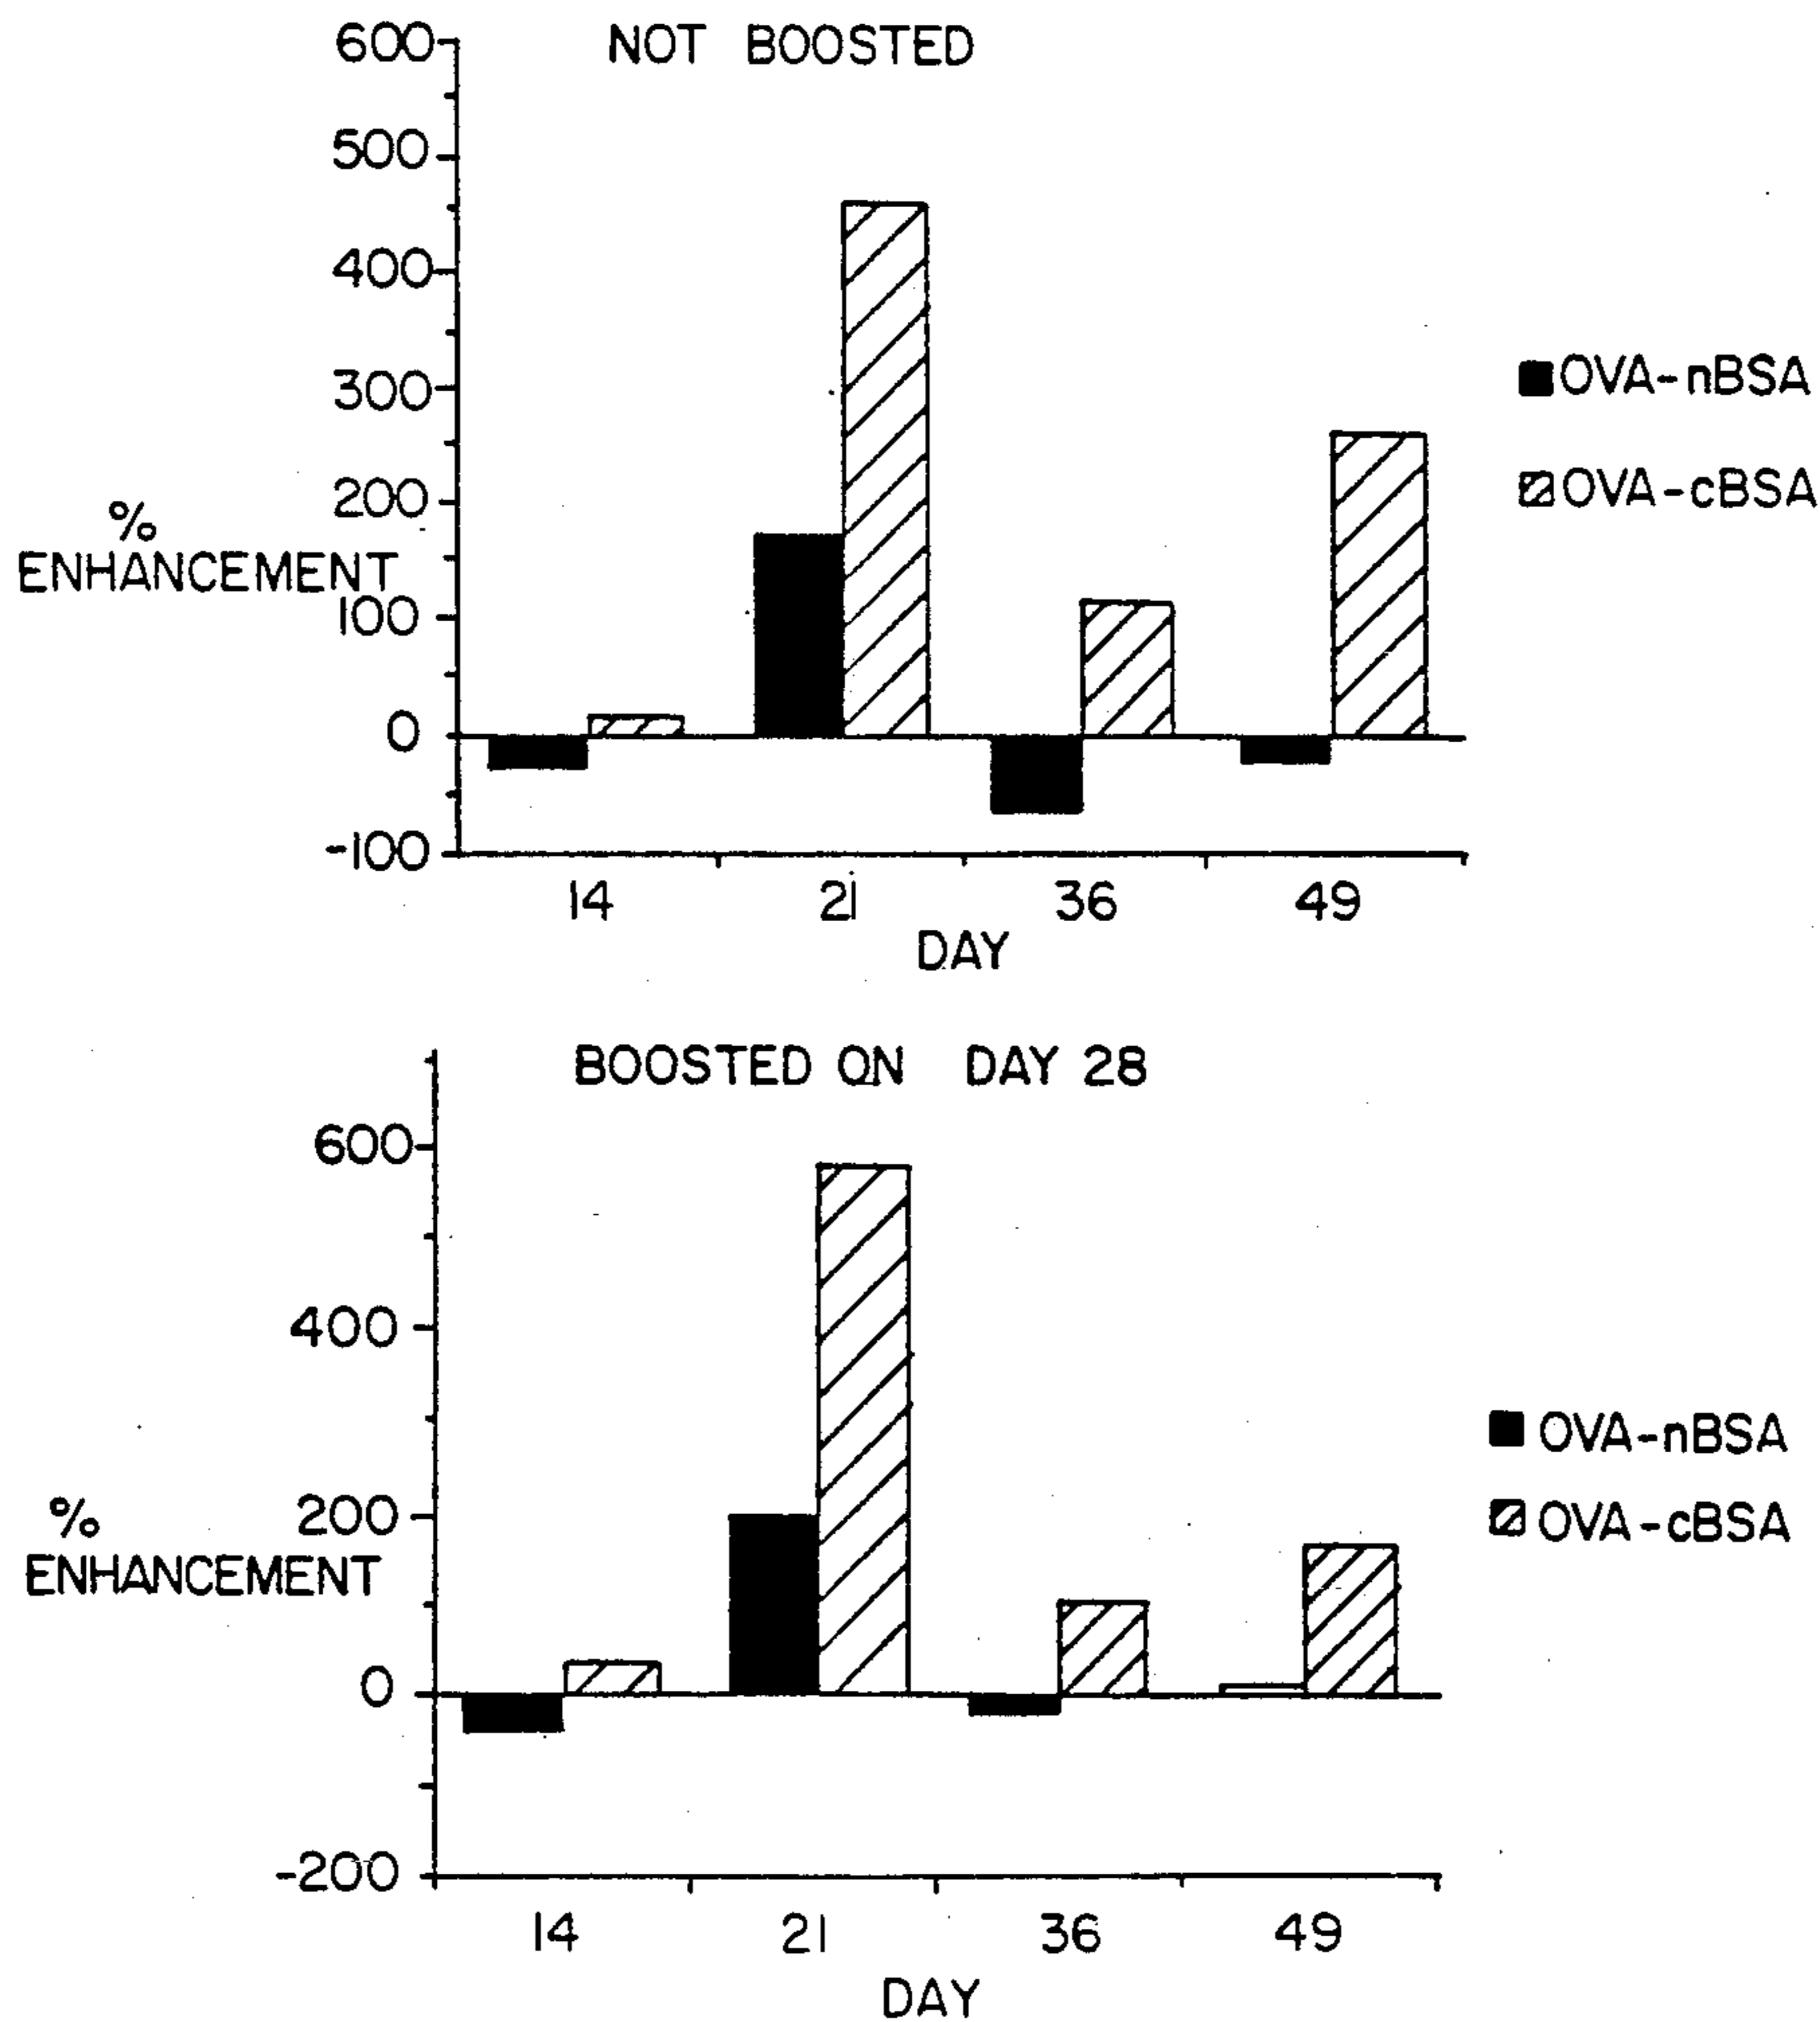 NOT BOOSTED
600
500
400
300
200
100
0
-100
%
ENHANCEMENT
14 21 36 49
DAY
OVA-nBSA
OVA-cBSA
BOOSTED ON DAY 28
600
400
200
0
-200
%
ENHANCEMENT
14 21 36 49
DAY
OVA-nBSA
OVA-cBSA